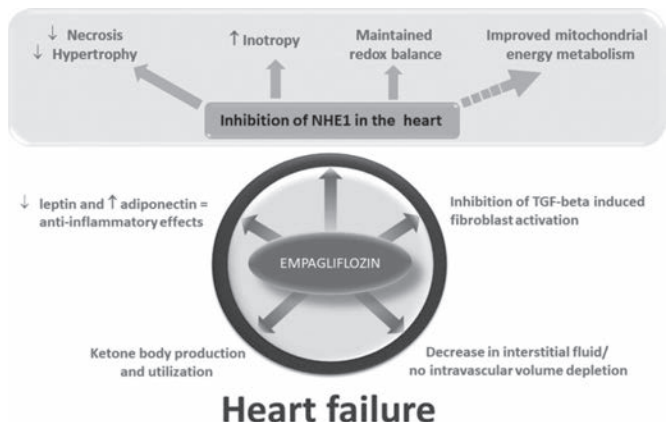 ↓ Necrosis
↓ Hypertrophy
↑ Inotropy
Maintained
redox balance
Improved mitochondrial
energy metabolism
Inhibition of NHE1 in the heart
↓ leptin and ↑ adiponectin =
anti-inflammatory effects
Inhibition of TGF-beta induced
fibroblast activation
EMPAGLIFLOZIN
Ketone body production
and utilization
Decrease in interstitial fluid/
no intravascular volume depletion
Heart failure